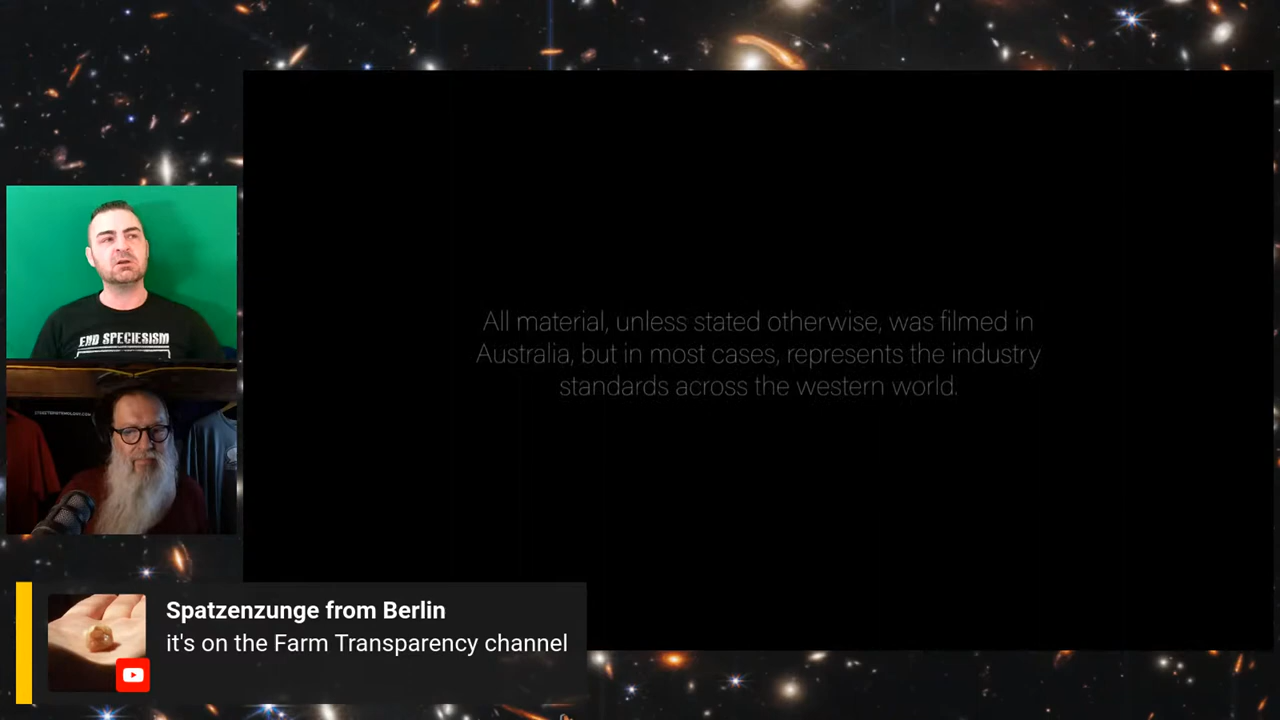 All material, unless stated otherwise, was filmed in
Australia, but in most cases, represents the industry
standards across the western world.
END SPECIESISM
Spatzenzunge from Berlin
it's on the Farm Transparency channel